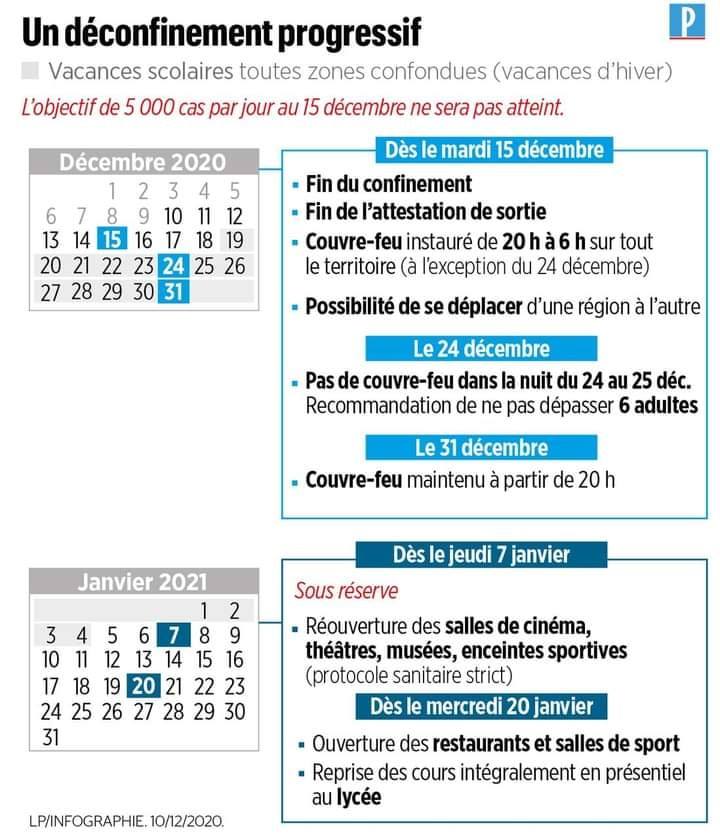 Un déconfinement progressif
P
Vacances scolaires toutes zones confondues (vacances d'hiver)
L'objectif de 5 000 cas par jour au 15 décembre ne sera pas atteint.
Décembre 2020
1 2 3 4 5
6 7 8 9 10 11 12
13 14 15 16 17 18 19
20 21 22 23 24 25 26
27 28 29 30 31
Dès le mardi 15 décembre
▪ Fin du confinement
▪ Fin de l'attestation de sortie
▪ Couvre-feu instauré de 20 h à 6 h sur tout
le territoire (à l'exception du 24 décembre)
▪ Possibilité de se déplacer d'une région à l'autre
Le 24 décembre
▪ Pas de couvre-feu dans la nuit du 24 au 25 déc.
Recommandation de ne pas dépasser 6 adultes
Le 31 décembre
▪ Couvre-feu maintenu à partir de 20 h
Janvier 2021
1 2
3 4 5 6 7 8 9
10 11 12 13 14 15 16
17 18 19 20 21 22 23
24 25 26 27 28 29 30
31
Dès le jeudi 7 janvier
Sous réserve
▪ Réouverture des salles de cinéma,
théâtres, musées, enceintes sportives
(protocole sanitaire strict)
Dès le mercredi 20 janvier
▪ Ouverture des restaurants et salles de sport
▪ Reprise des cours intégralement en présentiel
au lycée
LP/INFOGRAPHIE. 10/12/2020.